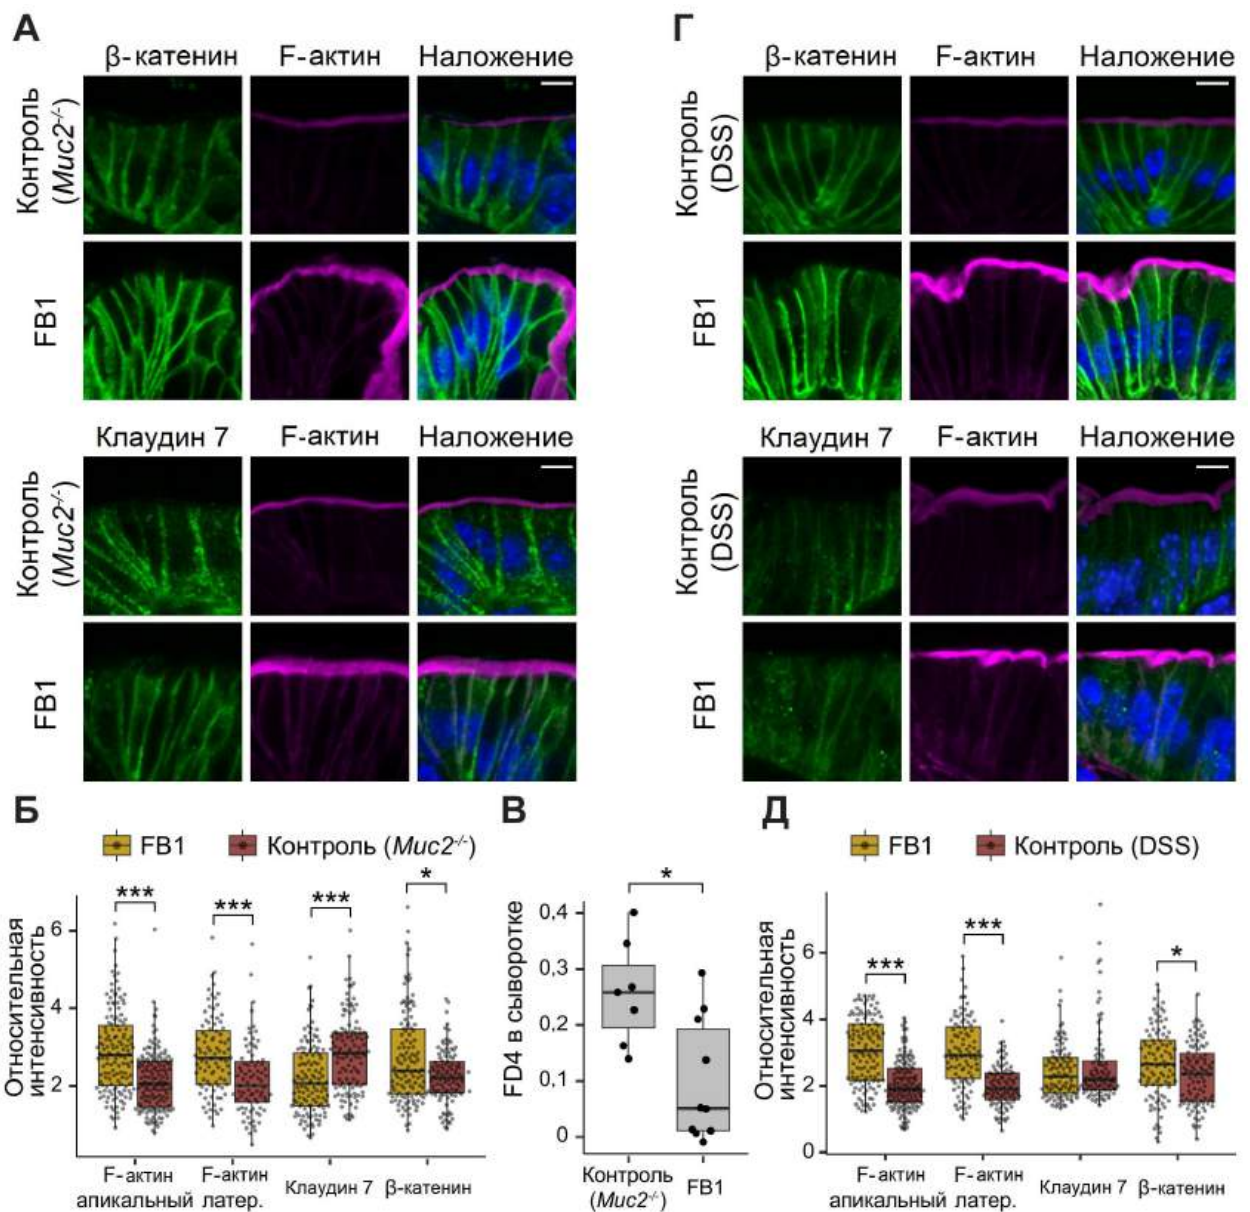 А
β-катенин F-актин Наложение
Контроль
(Muc2-/-)
FB1
Клаудин 7 F-актин Наложение
Контроль
(Muc2-/-)
FB1
Г
β-катенин F-актин Наложение
Контроль
(DSS)
FB1
Клаудин 7 F-актин Наложение
Контроль
(DSS)
FB1
Б
FB1 Контроль (Muc2-/-)
Относительная
интенсивность
6
4
2
*** *** *** *
F-актин
апикальный
F-актин
латер.
Клаудин 7
β-катенин
В
FD4 в сыворотке
0,4
0,3
0,2
0,1
0
*
Контроль
(Muc2-/-)
FB1
Д
FB1 Контроль (DSS)
Относительная
интенсивность
6
4
2
0
*** *** *
F-актин
апикальный
F-актин
латер.
Клаудин 7
β-катенин